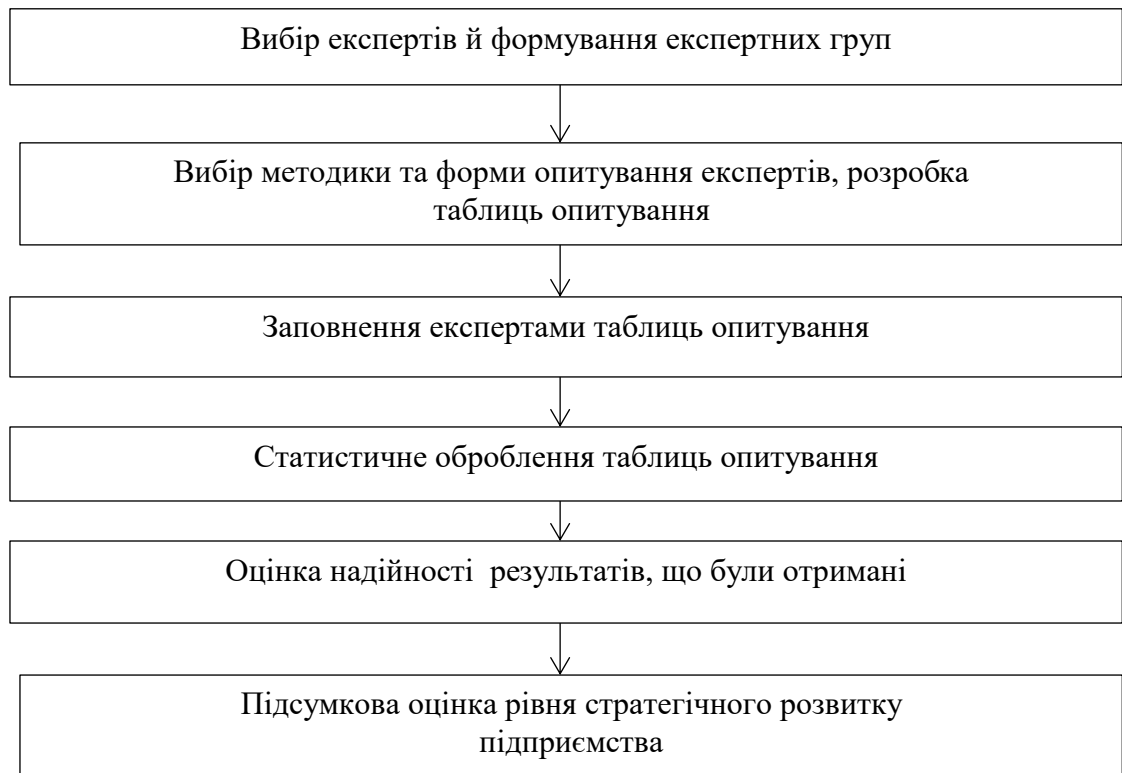 Вибір експертів й формування експертних груп
Вибір методики та форми опитування експертів, розробка
таблиць опитування
Заповнення експертами таблиць опитування
Статистичне оброблення таблиць опитування
Оцінка надійності  результатів, що були отримані
Підсумкова оцінка рівня стратегічного розвитку
підприємства